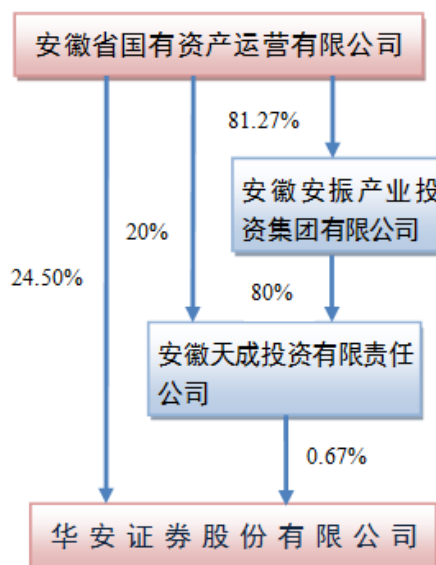 安徽省国有资产运营有限公司
81.27%
安徽安振产业投
资集团有限公司
20%
24.50%
80%
安徽天成投资有限责任
公司
0.67%
华安证券股份有限公司